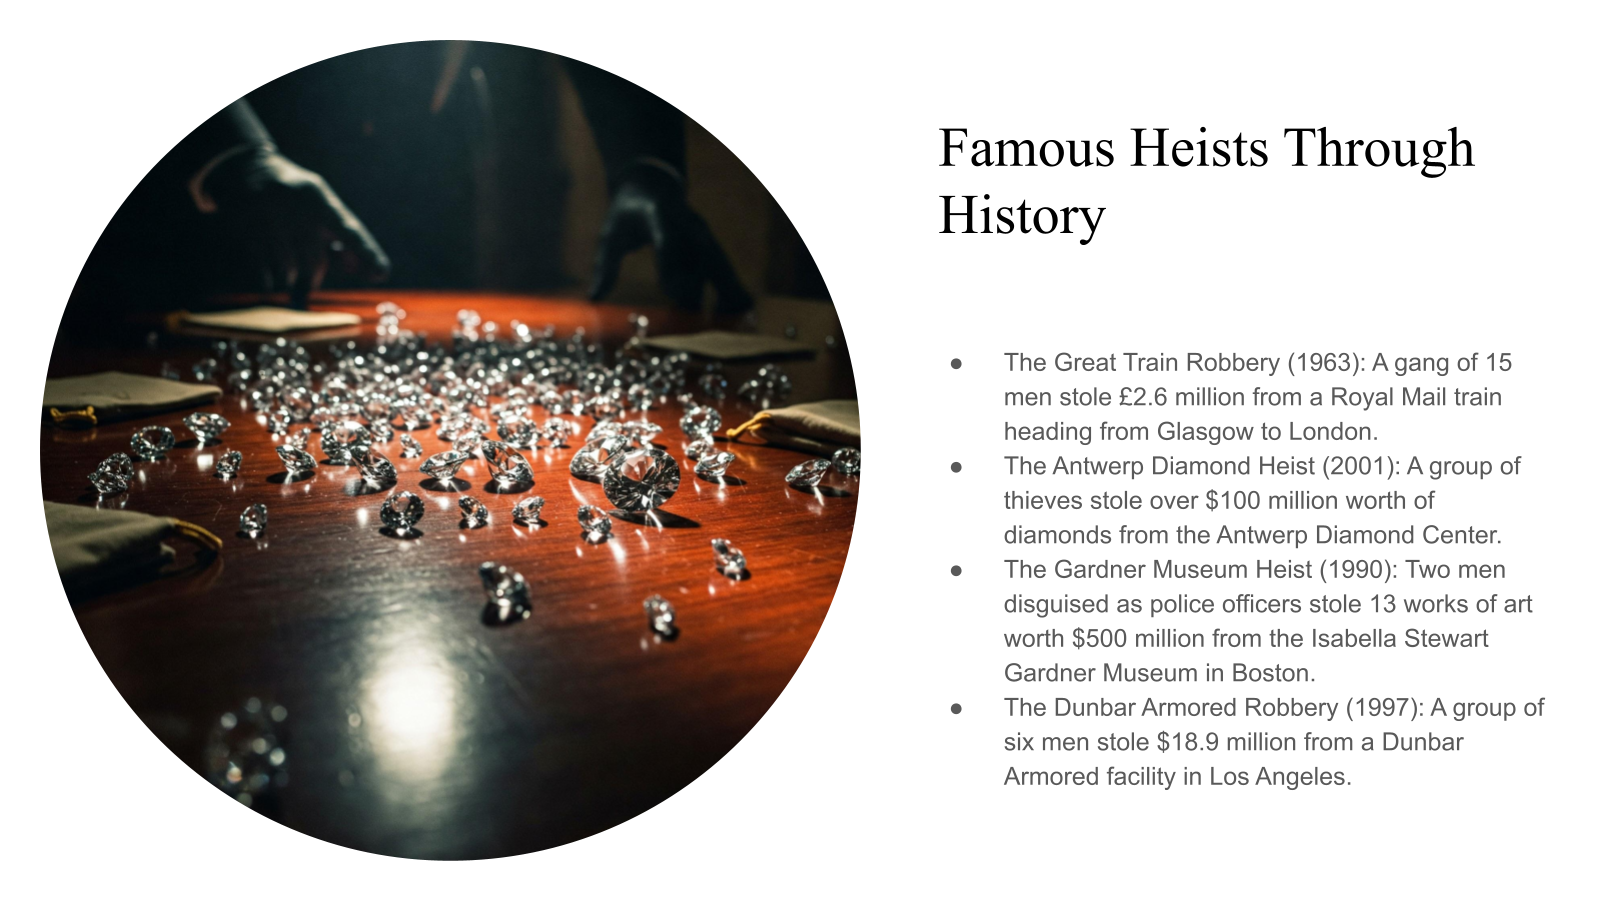 Famous Heists Through
History
● The Great Train Robbery (1963): A gang of 15
men stole £2.6 million from a Royal Mail train
heading from Glasgow to London.
● The Antwerp Diamond Heist (2001): A group of
thieves stole over $100 million worth of
diamonds from the Antwerp Diamond Center.
● The Gardner Museum Heist (1990): Two men
disguised as police officers stole 13 works of art
worth $500 million from the Isabella Stewart
Gardner Museum in Boston.
● The Dunbar Armored Robbery (1997): A group of
six men stole $18.9 million from a Dunbar
Armored facility in Los Angeles.